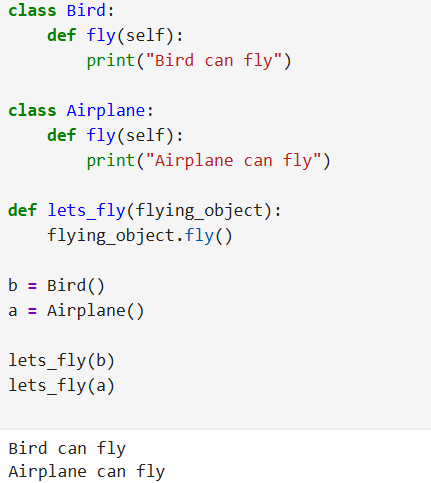 class Bird:
    def fly(self):
        print("Bird can fly")

class Airplane:
    def fly(self):
        print("Airplane can fly")

def lets_fly(flying_object):
    flying_object.fly()

b = Bird()
a = Airplane()

lets_fly(b)
lets_fly(a)

Bird can fly
Airplane can fly